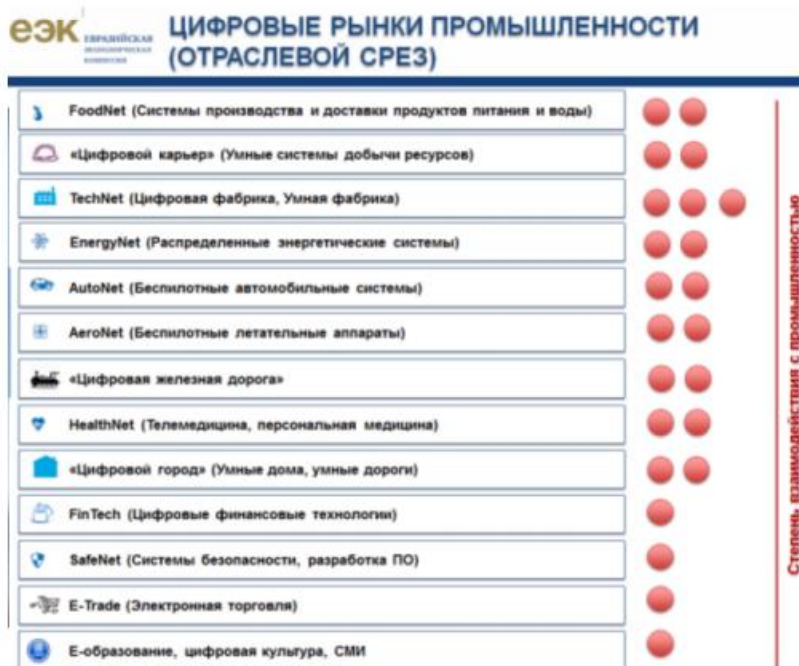 ЕЭК ЕВРАЗИЙСКАЯ
ЭКОНОМИЧЕСКАЯ
КОМИССИЯ
ЦИФРОВЫЕ РЫНКИ ПРОМЫШЛЕННОСТИ
(ОТРАСЛЕВОЙ СРЕЗ)
FoodNet (Системы производства и доставки продуктов питания и воды)
«Цифровой карьер» (Умные системы добычи ресурсов)
TechNet (Цифровая фабрика, Умная фабрика)
EnergyNet (Распределенные энергетические системы)
AutoNet (Беспилотные автомобильные системы)
AeroNet (Беспилотные летательные аппараты)
«Цифровая железная дорога»
HealthNet (Телемедицина, персональная медицина)
«Цифровой город» (Умные дома, умные дороги)
FinTech (Цифровые финансовые технологии)
SafeNet (Системы безопасности, разработка ПО)
E-Trade (Электронная торговля)
Е-образование, цифровая культура, СМИ
Степень взаимодействия с промышленностью